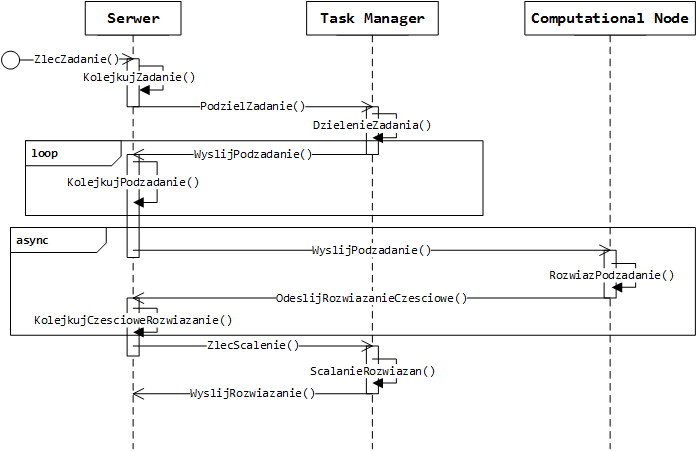 Serwer
Task Manager
Computational Node
ZlecZadanie()
KolejkujZadanie()
PodzielZadanie()
DzielenieZadania()
loop
WyslijPodzadanie()
KolejkujPodzadanie()
async
WyslijPodzadanie()
RozwiazPodzadanie()
OdeslijRozwiazanieCzesciowe()
KolejkujCzescioweRozwiazanie()
ZlecScalenie()
ScalanieRozwiazan()
WyslijRozwiazanie()